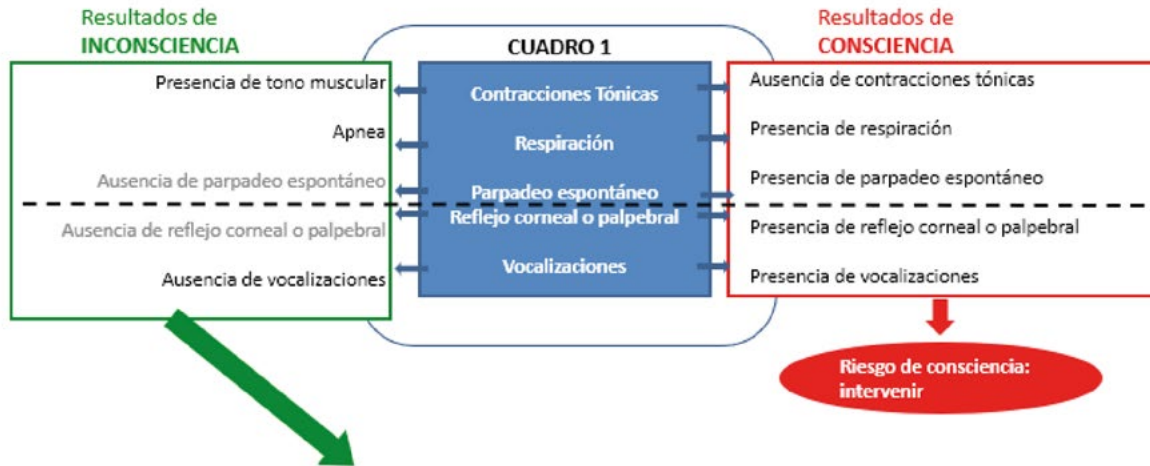 Resultados de
INCONSCIENCIA
Presencia de tono muscular
Apnea
Ausencia de parpadeo espontáneo
Ausencia de reflejo corneal o palpebral
Ausencia de vocalizaciones
CUADRO 1
Contracciones Tónicas
Respiración
Parpadeo espontáneo
Reflejo corneal o palpebral
Vocalizaciones
Resultados de
CONSCIENCIA
Ausencia de contracciones tónicas
Presencia de respiración
Presencia de parpadeo espontáneo
Presencia de reflejo corneal o palpebral
Presencia de vocalizaciones
Riesgo de consciencia:
intervenir